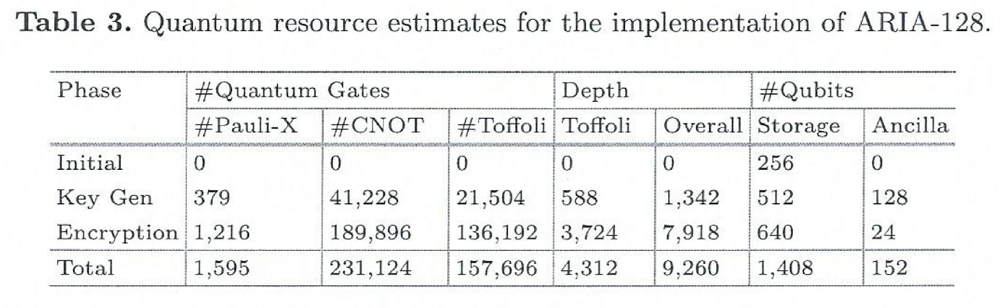 Table 3. Quantum resource estimates for the implementation of ARIA-128.
Phase #Quantum Gates Depth #Qubits
#Pauli-X #CNOT #Toffoli Toffoli Overall Storage Ancilla
Initial 0 0 0 0 0 256 0
Key Gen 379 41,228 21,504 588 1,342 512 128
Encryption 1,216 189,896 136,192 3,724 7,918 640 24
Total 1,595 231,124 157,696 4,312 9,260 1,408 152